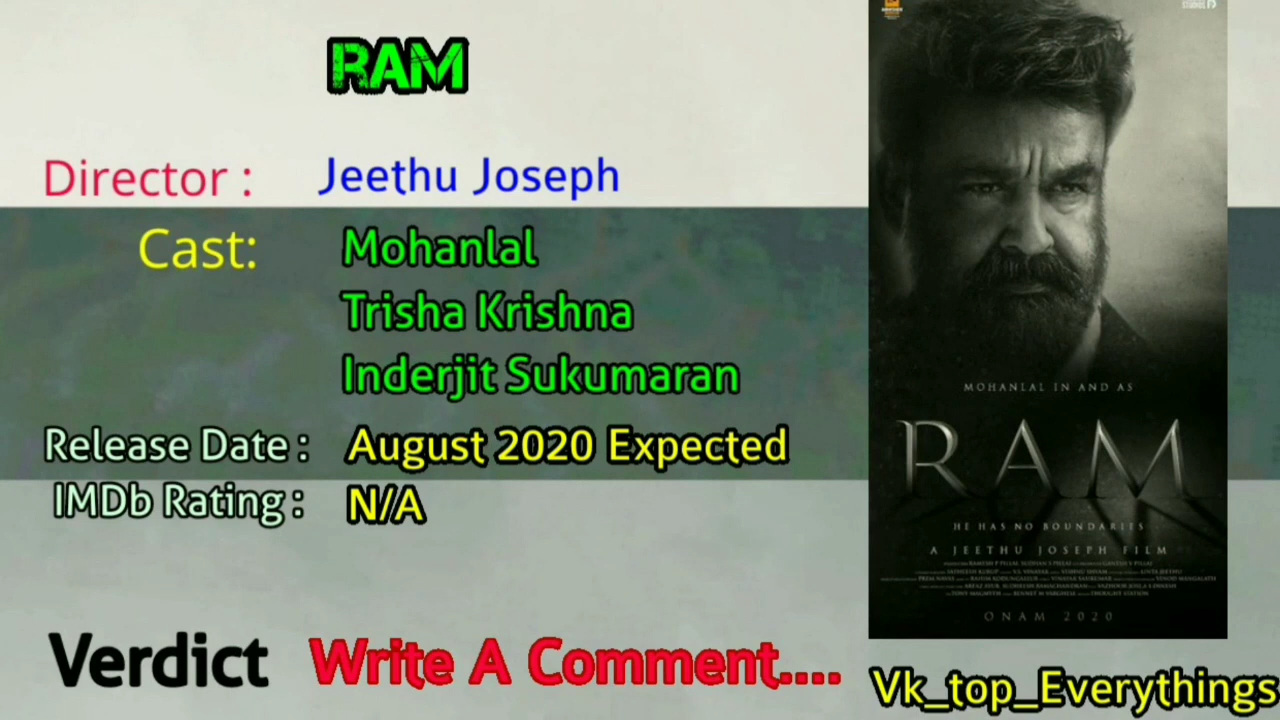 RAM
Director : Jeethu Joseph
Cast: Mohanlal
Trisha Krishna
Inderjit Sukumaran
Release Date : August 2020 Expected
IMDb Rating : N/A
Verdict Write A Comment....
MOHANLAL IN AND AS
RAM
HE HAS NO BOUNDARIES
A JEETHU JOSEPH FILM
ONAM 2020
Vk_top_Everythings